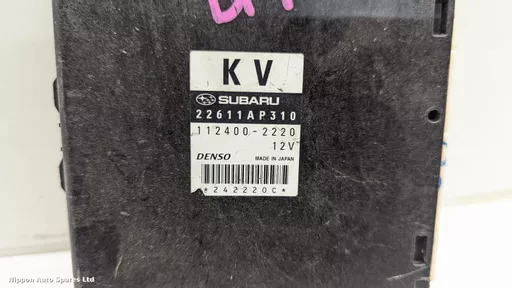 KV
SUBARU
22611AP310
112400-2220
12V
DENSO MADE IN JAPAN
*242220C*
Nippon Auto Spares Ltd